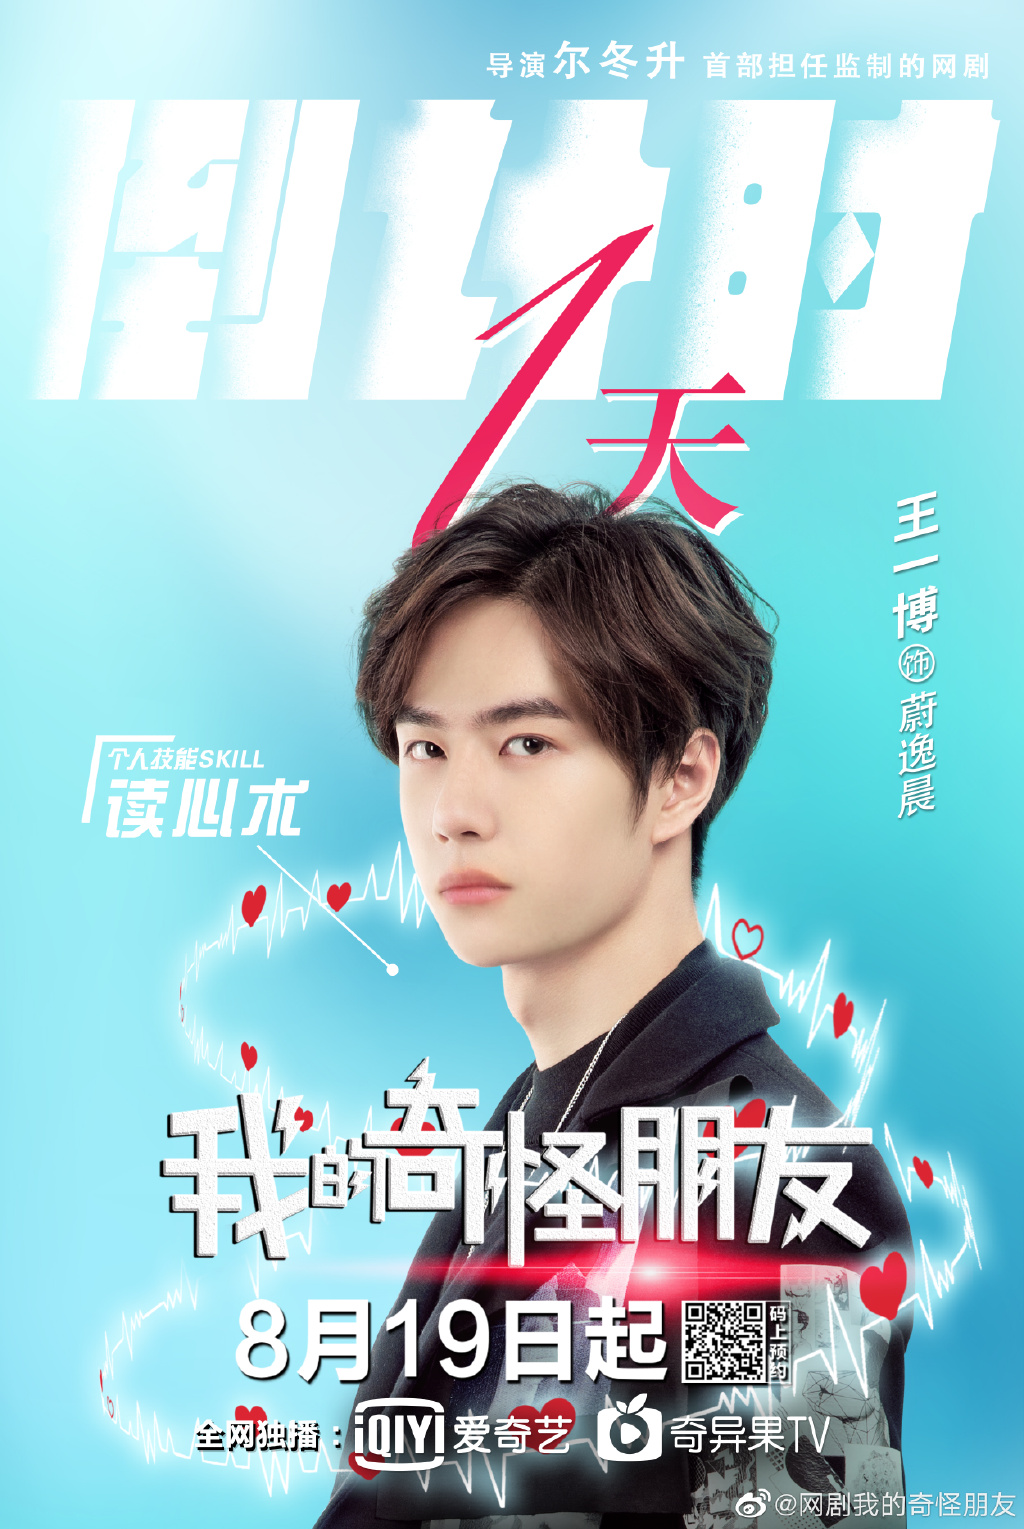 导演尔冬升 首部担任监制的网剧
倒计时
1天
王一博饰蔚逸晨
个人技能SKILL
读心术
我的奇怪朋友
8月19日起
码上预约
全网独播：iQIYI爱奇艺 奇异果TV
@网剧我的奇怪朋友